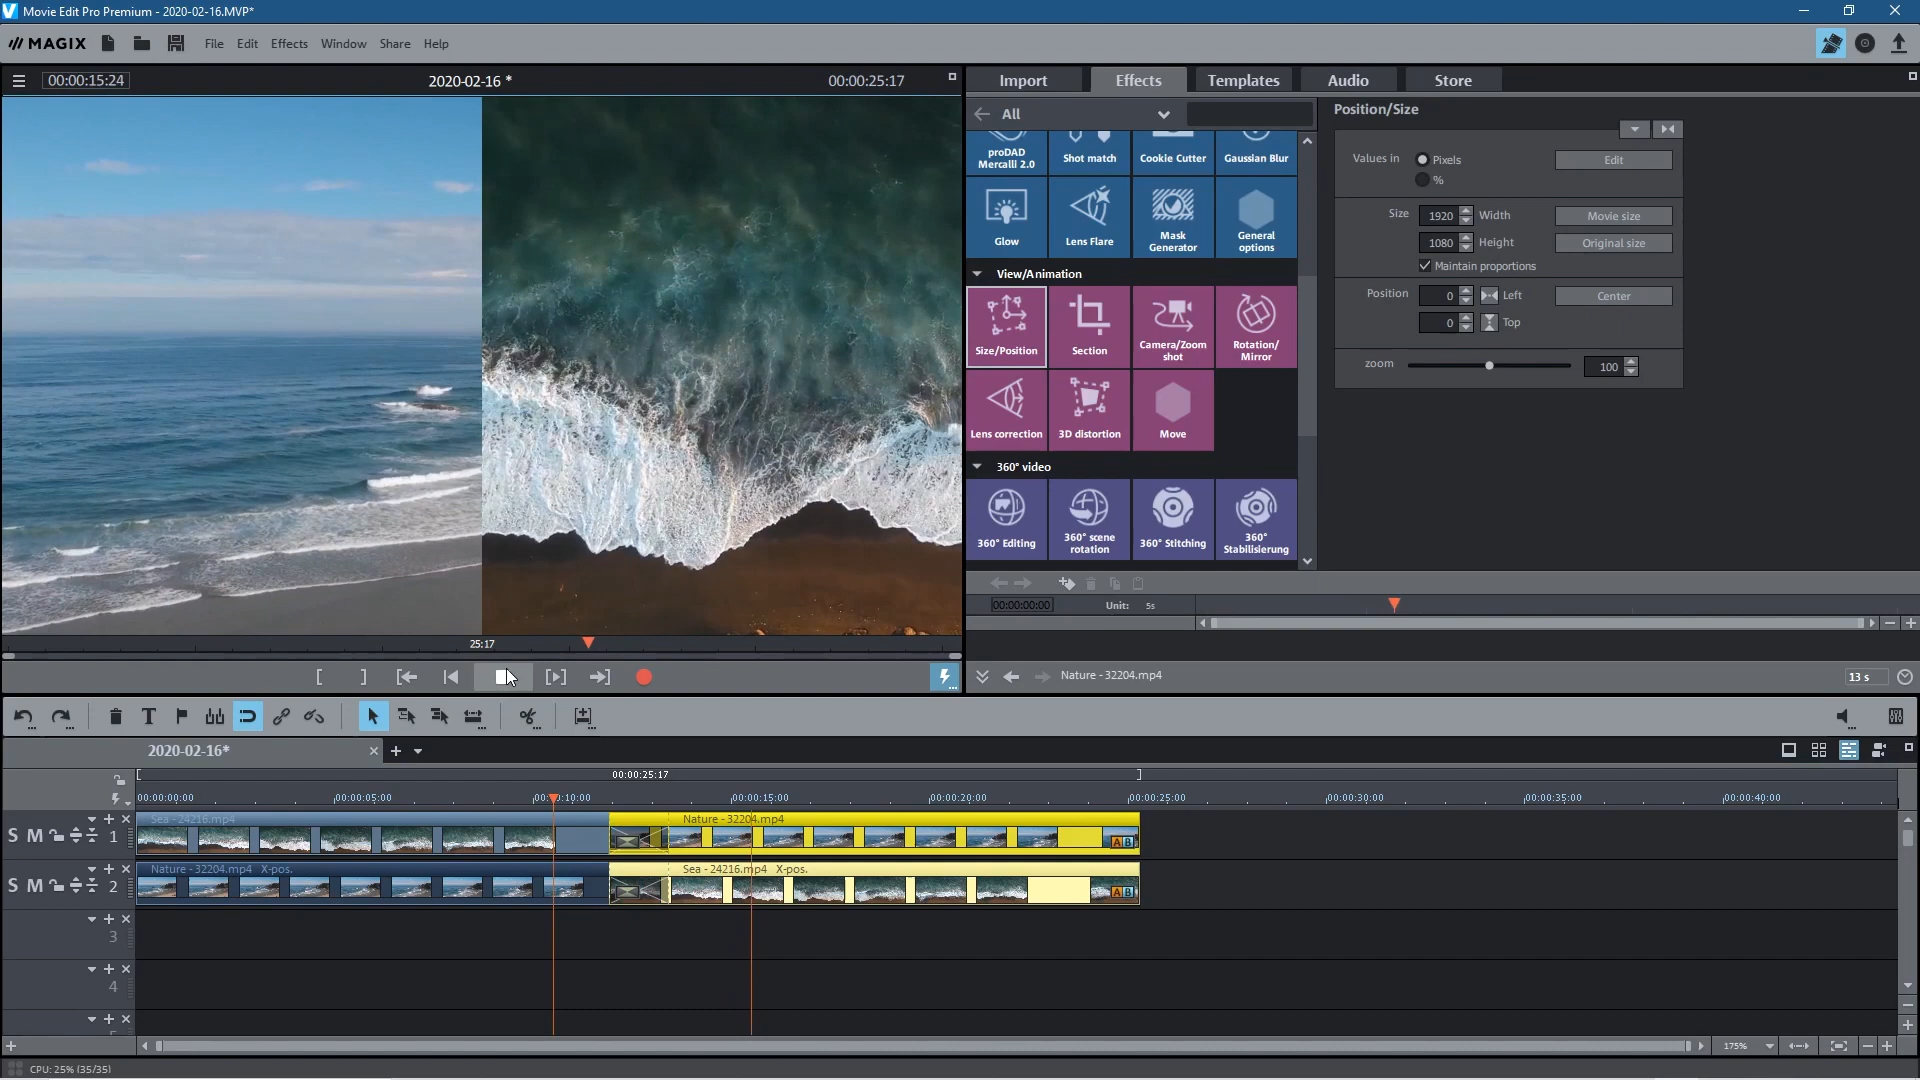 Movie Edit Pro Premium - 2020-02-16.MVP*
MAGIX File Edit Effects Window Share Help
00:00:15:24 2020-02-16 * 00:00:25:17
Import Effects Templates Audio Store
All
Position/Size
proDAD Mercalli 2.0
Shot match
Cookie Cutter
Gaussian Blur
Values in Pixels Edit
%
Glow
Lens Flare
Mask Generator
General options
Size 1920 Width Movie size
1080 Height Original size
Maintain proportions
View/Animation
Position 0 Left Center
0 Top
Size/Position
Section
Camera/Zoom shot
Rotation/ Mirror
zoom 100
Lens correction
3D distortion
Move
360° video
360° Editing
360° scene rotation
360° Stitching
360° Stabilisierung
00:00:00:00 Unit: 5s
25:17
Nature - 32204.mp4 13 s
2020-02-16*
00:00:25:17
00:00:00:00 00:00:05:00 00:00:10:00 00:00:15:00 00:00:20:00 00:00:25:00 00:00:30:00 00:00:35:00 00:00:40:00
S M 1
Sea - 24216.mp4 Nature - 32204.mp4
A B
S M 2
Nature - 32204.mp4 X-pos. Sea - 24216.mp4 X-pos.
A B
3
4
175%
CPU: 25% (35/35)